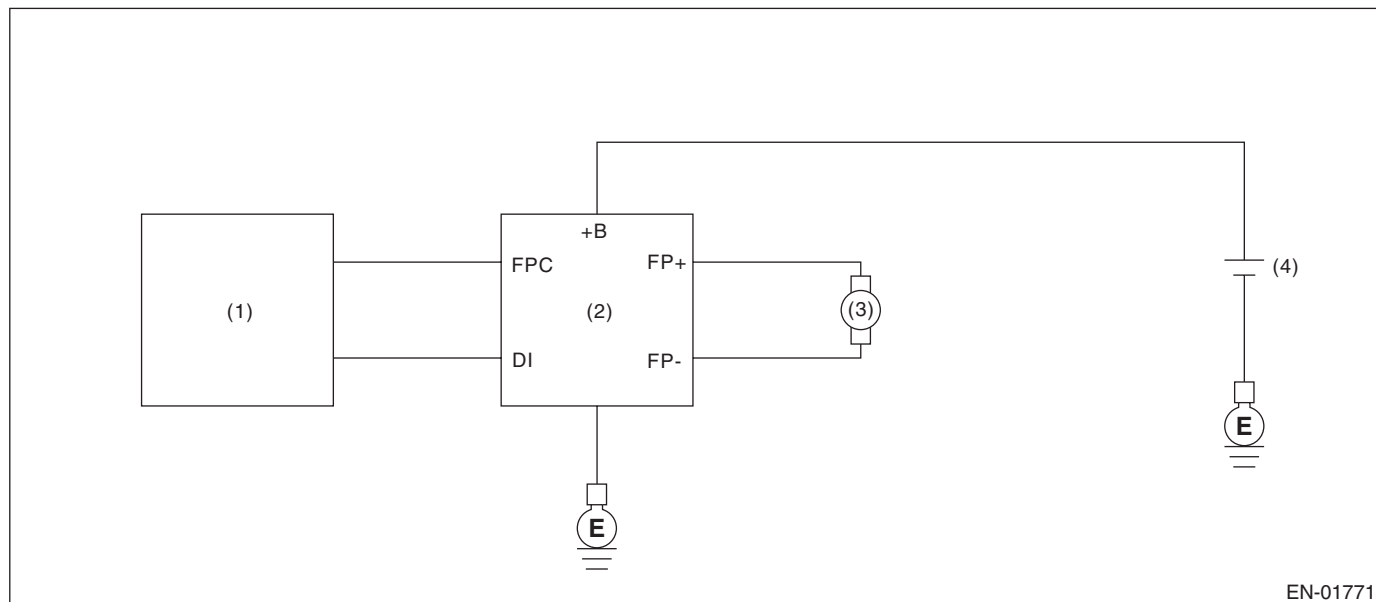 +B
FPC
FP+
(4)
(1)
(2)
(3)
DI
FP-
E
E
EN-01771